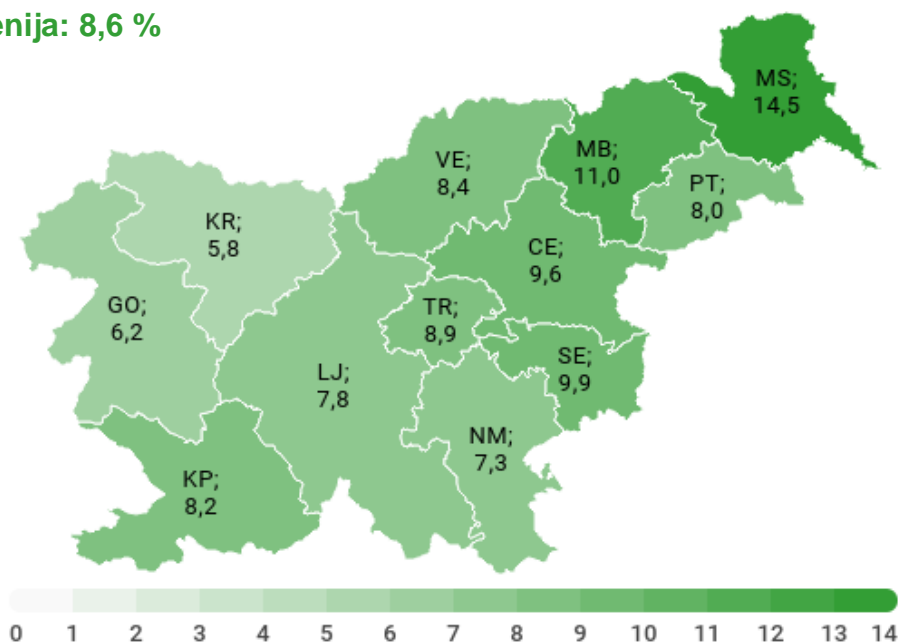 enija: 8,6 %
MS;
14,5
VE;
8,4
MB;
11,0
PT;
8,0
KR;
5,8
CE;
9,6
GO;
6,2
TR;
8,9
SE;
9,9
LJ;
7,8
NM;
7,3
KP;
8,2
0 1 2 3 4 5 6 7 8 9 10 11 12 13 14